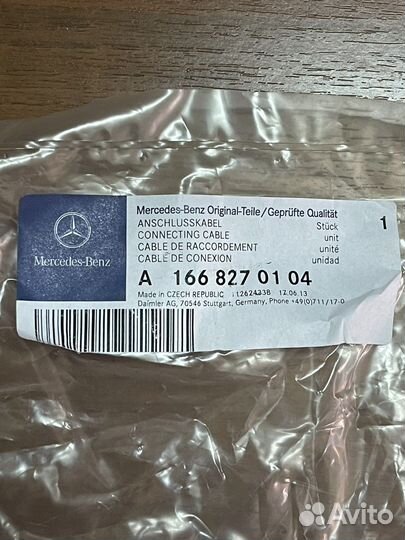 Mercedes-Benz Original-Teile/Geprüfte Qualität
ANSCHLUSSKABEL Stück 1
CONNECTING CABLE unit
CABLE DE RACCORDEMENT unité
CABLE DE CONEXION unidad
Mercedes-Benz
A 166 827 01 04
Made in CZECH REPUBLIC 12.06.13
Daimler AG, 70546 Stuttgart, Germany, Phone +49(0)711/17-0
Avito